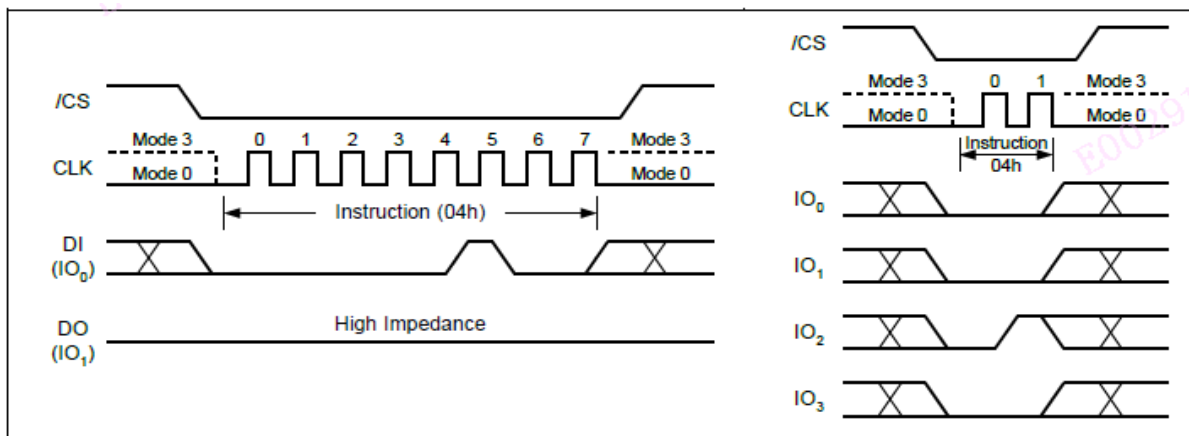 /CS
Mode 3 0 1 2 3 4 5 6 7 Mode 3
CLK
Mode 0 Mode 0
Instruction (04h)
DI
(IO₀)
High Impedance
DO
(IO₁)
/CS
Mode 3 0 1 Mode 3
CLK
Mode 0 Mode 0
Instruction
04h
IO₀
IO₁
IO₂
IO₃